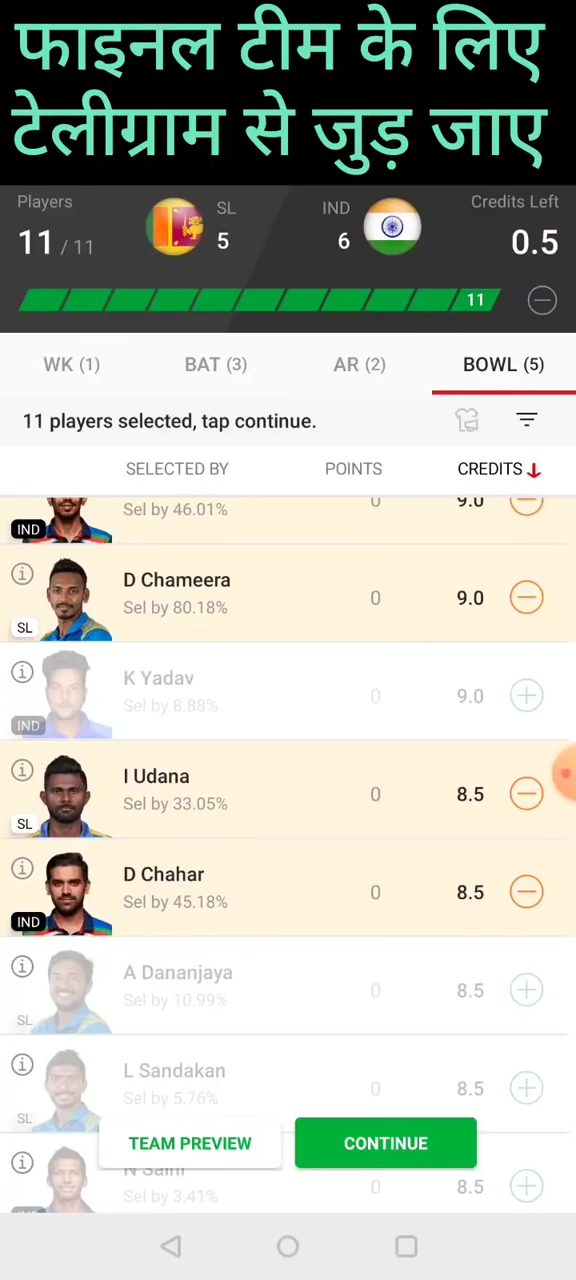 फाइनल टीम के लिए
टेलीग्राम से जुड़ जाए
Players
SL
IND
Credits Left
11 / 11
5
6
0.5
11
WK (1)
BAT (3)
AR (2)
BOWL (5)
11 players selected, tap continue.
SELECTED BY
POINTS
CREDITS
IND
Sel by 46.01%
0
9.0
D Chameera
Sel by 80.18%
0
9.0
SL
K Yadav
Sel by 8.88%
0
9.0
IND
I Udana
Sel by 33.05%
0
8.5
SL
D Chahar
Sel by 45.18%
0
8.5
IND
A Dananjaya
Sel by 10.99%
0
8.5
SL
L Sandakan
Sel by 5.76%
0
8.5
SL
TEAM PREVIEW
CONTINUE
N Saini
Sel by 3.41%
0
8.5